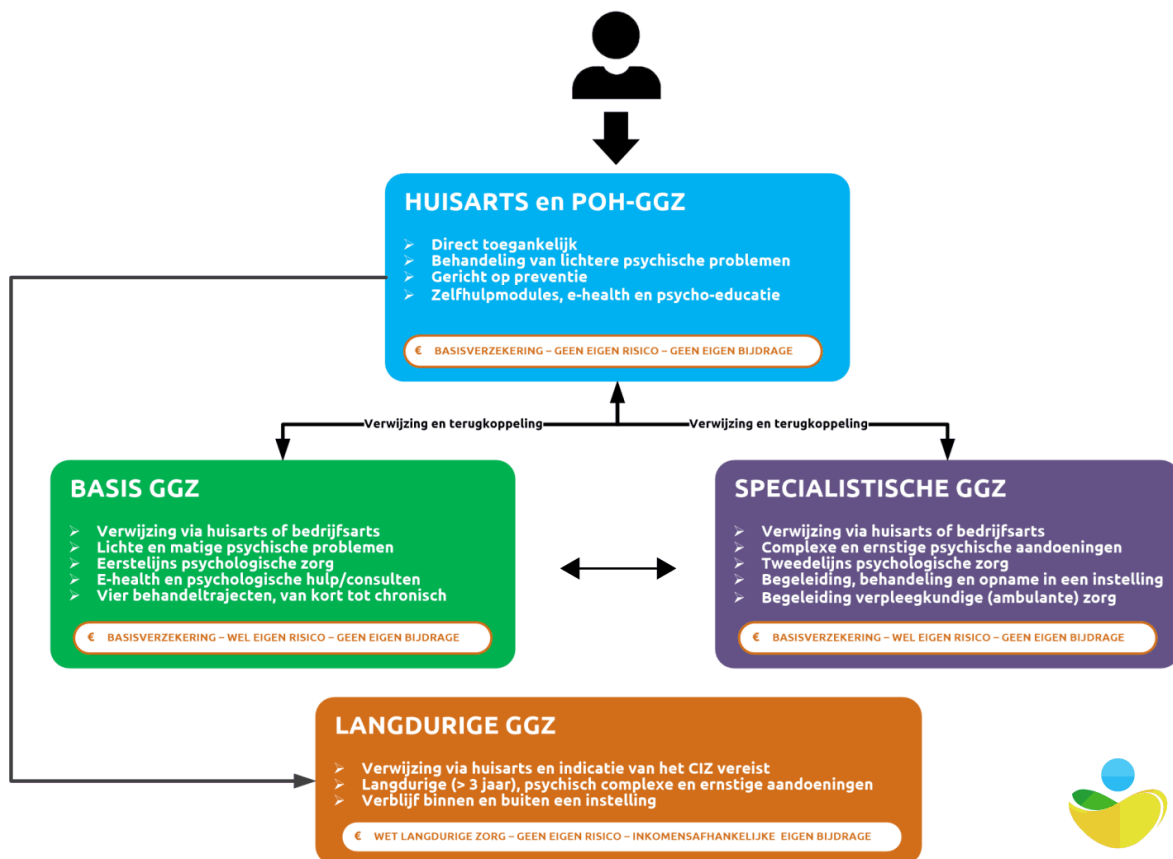 HUISARTS en POH-GGZ
➢ Direct toegankelijk
➢ Behandeling van lichtere psychische problemen
➢ Gericht op preventie
➢ Zelfhulpmodules, e-health en psycho-educatie
€ BASISVERZEKERING – GEEN EIGEN RISICO – GEEN EIGEN BIJDRAGE
Verwijzing en terugkoppeling
Verwijzing en terugkoppeling
BASIS GGZ
➢ Verwijzing via huisarts of bedrijfsarts
➢ Lichte en matige psychische problemen
➢ Eerstelijns psychologische zorg
➢ E-health en psychologische hulp/consulten
➢ Vier behandeltrajecten, van kort tot chronisch
€ BASISVERZEKERING – WEL EIGEN RISICO – GEEN EIGEN BIJDRAGE
SPECIALISTISCHE GGZ
➢ Verwijzing via huisarts of bedrijfsarts
➢ Complexe en ernstige psychische aandoeningen
➢ Tweedelijns psychologische zorg
➢ Begeleiding, behandeling en opname in een instelling
➢ Begeleiding verpleegkundige (ambulante) zorg
€ BASISVERZEKERING – WEL EIGEN RISICO – GEEN EIGEN BIJDRAGE
LANGDURIGE GGZ
➢ Verwijzing via huisarts en indicatie van het CIZ vereist
➢ Langdurige (> 3 jaar), psychisch complexe en ernstige aandoeningen
➢ Verblijf binnen en buiten een instelling
€ WET LANGDURIGE ZORG – GEEN EIGEN RISICO – INKOMENSAFHANKELIJKE EIGEN BIJDRAGE